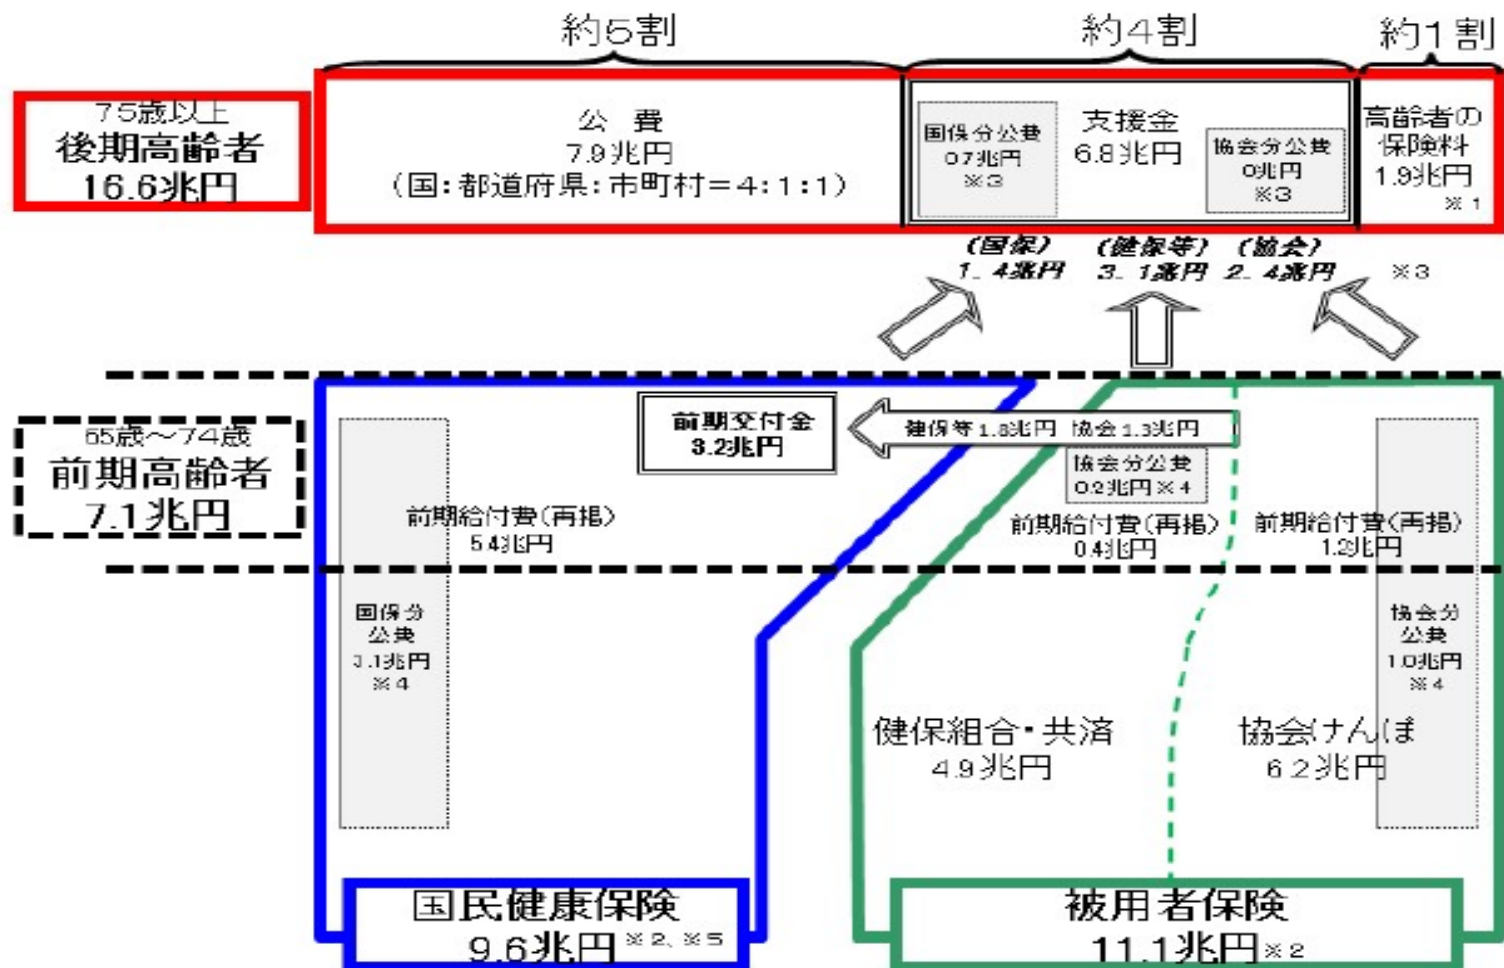 約5割
約4割
約1割
75歳以上
後期高齢者
16.6兆円
公 費
7.9兆円
（国：都道府県：市町村＝4：1：1）
国保分公費
0.7兆円
※3
支援金
6.8兆円
協会分公費
0兆円
※3
高齢者の
保険料
1.9兆円
※1
(国保)
1.4兆円
(健保等)
3.1兆円
(協会)
2.4兆円
※3
65歳～74歳
前期高齢者
7.1兆円
前期交付金
3.2兆円
健保等1.8兆円 協会1.3兆円
協会分公費
0.2兆円※4
前期給付費(再掲)
5.4兆円
前期給付費(再掲)
0.4兆円
前期給付費(再掲)
1.2兆円
国保分
公費
3.1兆円
※4
協会分
公費
1.0兆円
※4
健保組合・共済
4.9兆円
協会けんぽ
6.2兆円
国民健康保険
9.6兆円※2、※5
被用者保険
11.1兆円※2